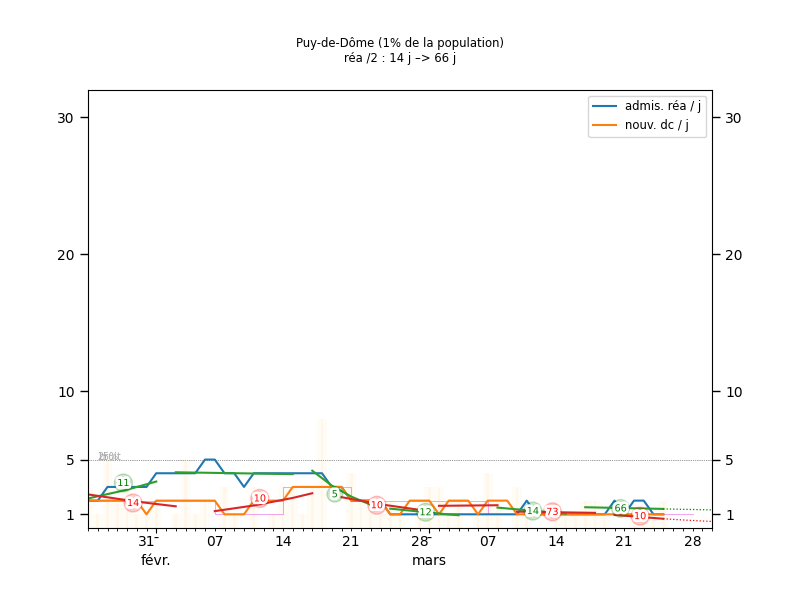 Puy-de-Dôme (1% de la population)
réa /2 : 14 j –> 66 j
admis. réa / j
nouv. dc / j
30 30
20 20
10 10
5 5
1 1
11
14
10
5
10
12
14
73
66
10
31 07 14 21 28 07 14 21 28
févr. mars